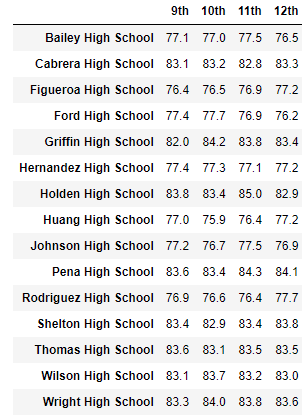 9th 10th 11th 12th
Bailey High School 77.1 77.0 77.5 76.5
Cabrera High School 83.1 83.2 82.8 83.3
Figueroa High School 76.4 76.5 76.9 77.2
Ford High School 77.4 77.7 76.9 76.2
Griffin High School 82.0 84.2 83.8 83.4
Hernandez High School 77.4 77.3 77.1 77.2
Holden High School 83.8 83.4 85.0 82.9
Huang High School 77.0 75.9 76.4 77.2
Johnson High School 77.2 76.7 77.5 76.9
Pena High School 83.6 83.4 84.3 84.1
Rodriguez High School 76.9 76.6 76.4 77.7
Shelton High School 83.4 82.9 83.4 83.8
Thomas High School 83.6 83.1 83.5 83.5
Wilson High School 83.1 83.7 83.2 83.0
Wright High School 83.3 84.0 83.8 83.6